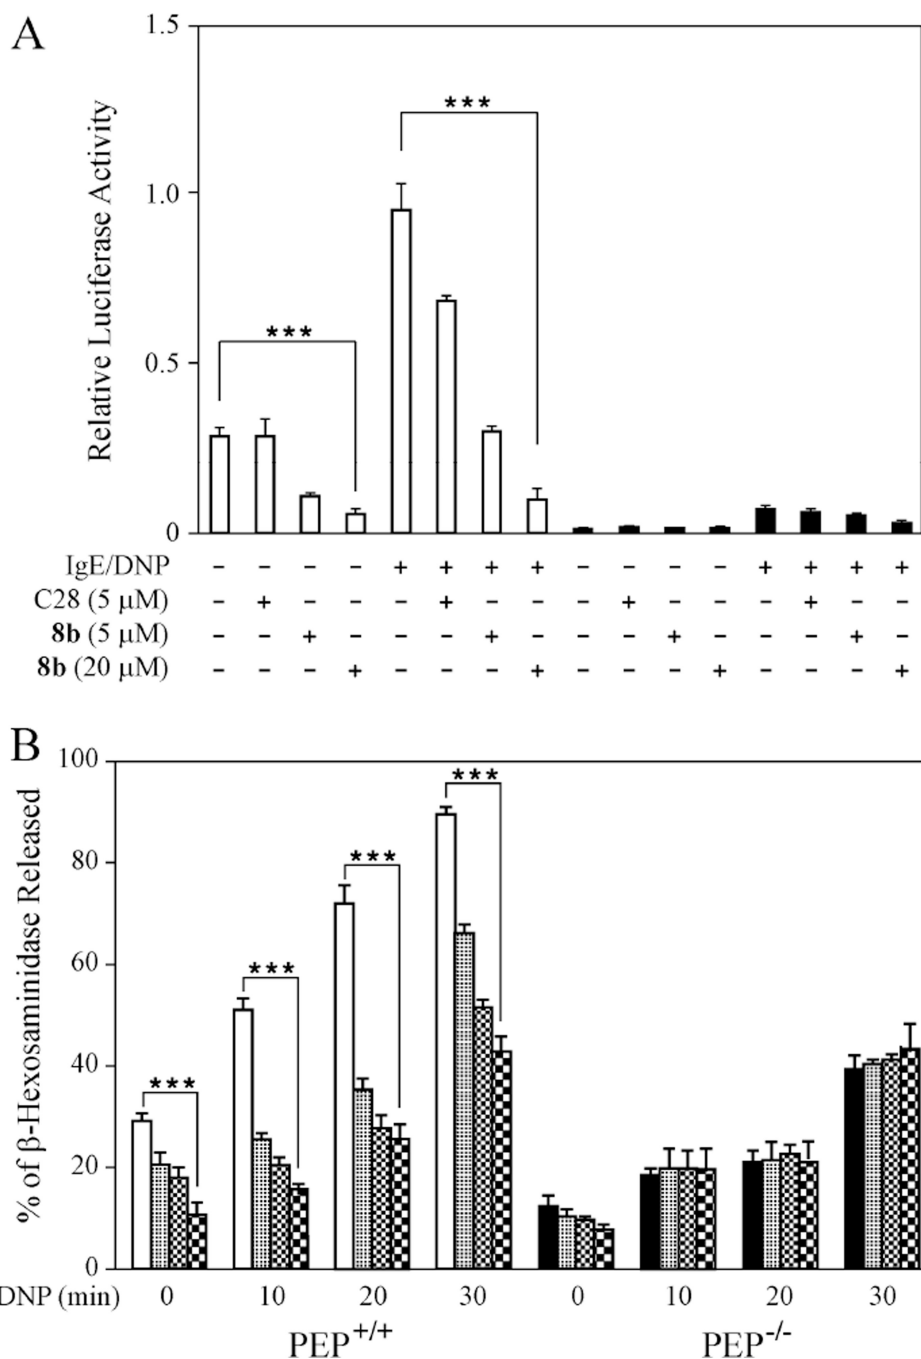 A
Relative Luciferase Activity
1.5
1.0
0.5
0
***
***
IgE/DNP − − − − + + + + − − − − + + + +
C28 (5 μM) − + − − − + − − − + − − − + − −
8b (5 μM) − − + − − − + − − − + − − − + −
8b (20 μM) − − − + − − − + − − − + − − − +
B
% of β-Hexosaminidase Released
100
80
60
40
20
0
***
***
***
***
DNP (min) 0 10 20 30 0 10 20 30
PEP+/+ PEP-/-